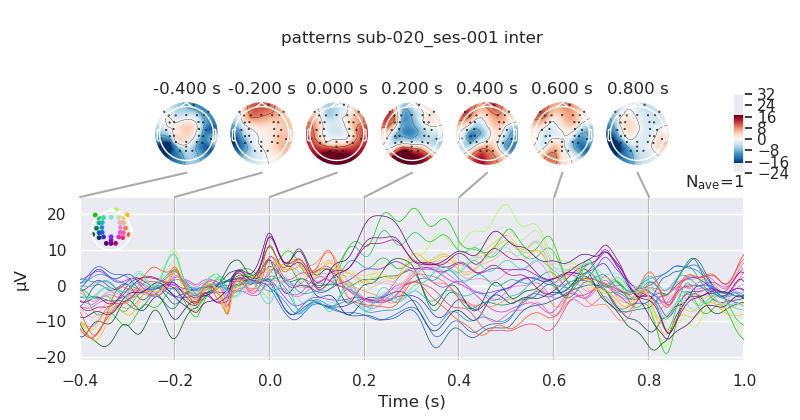 patterns sub-020_ses-001 inter
-0.400 s -0.200 s 0.000 s 0.200 s 0.400 s 0.600 s 0.800 s
32
24
16
8
0
−8
−16
−24
Nave=1
20
10
0
−10
−20
µV
−0.4 −0.2 0.0 0.2 0.4 0.6 0.8 1.0
Time (s)